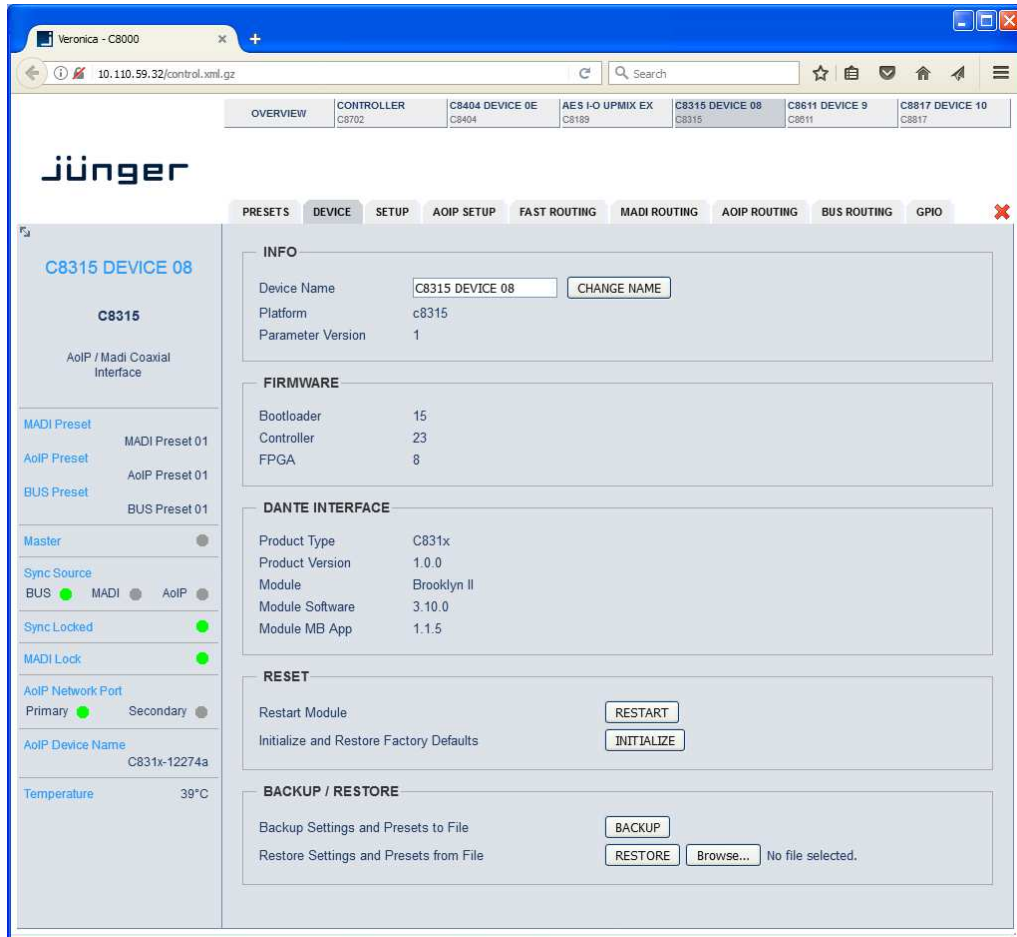 Veronica - C8000
10.110.59.32/control.xml.gz
Search
OVERVIEW
CONTROLLER
C8702
C8404 DEVICE 0E
C8404
AES I-O UPMIX EX
C8189
C8315 DEVICE 08
C8315
C8611 DEVICE 9
C8611
C8817 DEVICE 10
C8817
jünger
PRESETS DEVICE SETUP AOIP SETUP FAST ROUTING MADI ROUTING AOIP ROUTING BUS ROUTING GPIO
C8315 DEVICE 08
C8315
AoIP / Madi Coaxial
Interface
MADI Preset
MADI Preset 01
AoIP Preset
AoIP Preset 01
BUS Preset
BUS Preset 01
Master
Sync Source
BUS MADI AoIP
Sync Locked
MADI Lock
AoIP Network Port
Primary Secondary
AoIP Device Name
C831x-12274a
Temperature 39°C
INFO
Device Name C8315 DEVICE 08 CHANGE NAME
Platform c8315
Parameter Version 1
FIRMWARE
Bootloader 15
Controller 23
FPGA 8
DANTE INTERFACE
Product Type C831x
Product Version 1.0.0
Module Brooklyn II
Module Software 3.10.0
Module MB App 1.1.5
RESET
Restart Module RESTART
Initialize and Restore Factory Defaults INITIALIZE
BACKUP / RESTORE
Backup Settings and Presets to File BACKUP
Restore Settings and Presets from File RESTORE Browse... No file selected.